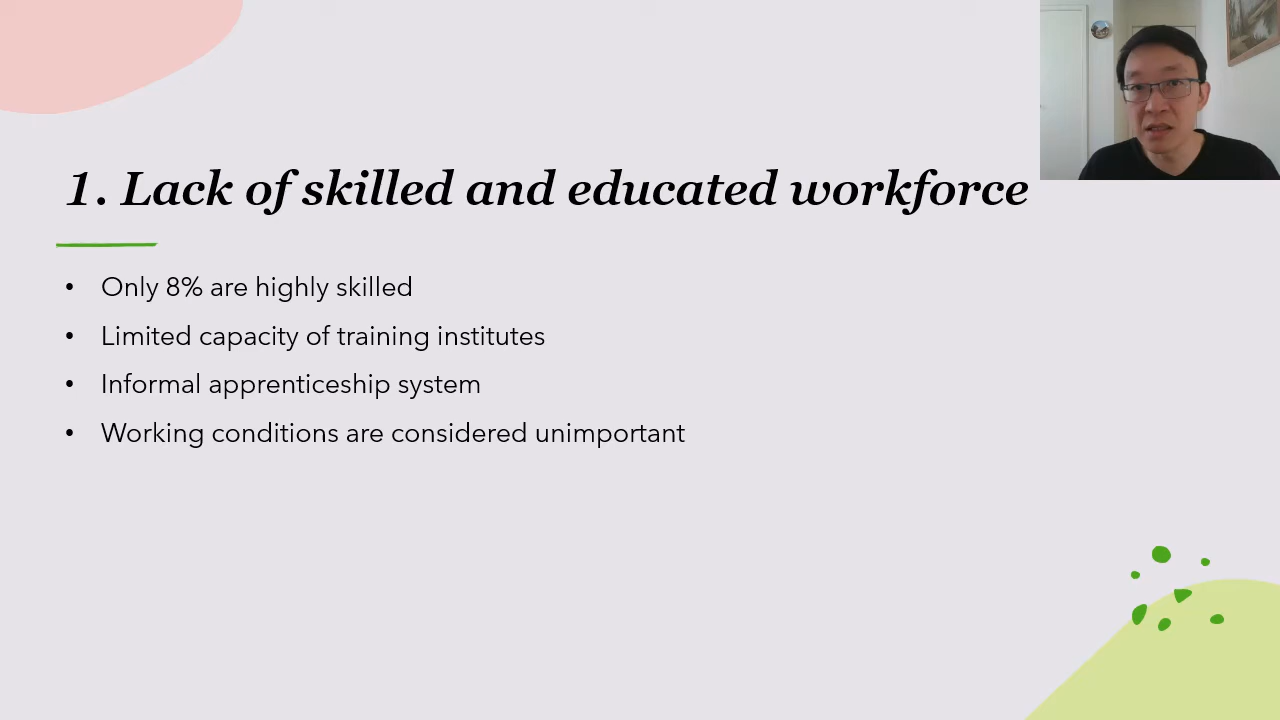 1. Lack of skilled and educated workforce
• Only 8% are highly skilled
• Limited capacity of training institutes
• Informal apprenticeship system
• Working conditions are considered unimportant